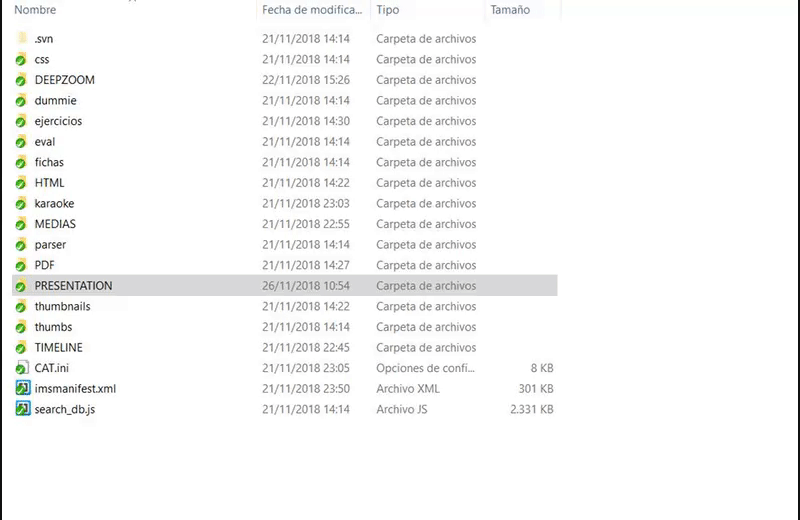 Nombre Fecha de modifica... Tipo Tamaño
.svn 21/11/2018 14:14 Carpeta de archivos
css 21/11/2018 14:14 Carpeta de archivos
DEEPZOOM 22/11/2018 15:26 Carpeta de archivos
dummie 21/11/2018 14:14 Carpeta de archivos
ejercicios 21/11/2018 14:30 Carpeta de archivos
eval 21/11/2018 14:14 Carpeta de archivos
fichas 21/11/2018 14:14 Carpeta de archivos
HTML 21/11/2018 14:22 Carpeta de archivos
karaoke 21/11/2018 23:03 Carpeta de archivos
MEDIAS 21/11/2018 22:55 Carpeta de archivos
parser 21/11/2018 14:14 Carpeta de archivos
PDF 21/11/2018 14:27 Carpeta de archivos
PRESENTATION 26/11/2018 10:54 Carpeta de archivos
thumbnails 21/11/2018 14:22 Carpeta de archivos
thumbs 21/11/2018 14:14 Carpeta de archivos
TIMELINE 21/11/2018 22:45 Carpeta de archivos
CAT.ini 21/11/2018 23:05 Opciones de confi... 8 KB
imsmanifest.xml 21/11/2018 23:50 Archivo XML 301 KB
search_db.js 21/11/2018 14:14 Archivo JS 2.331 KB